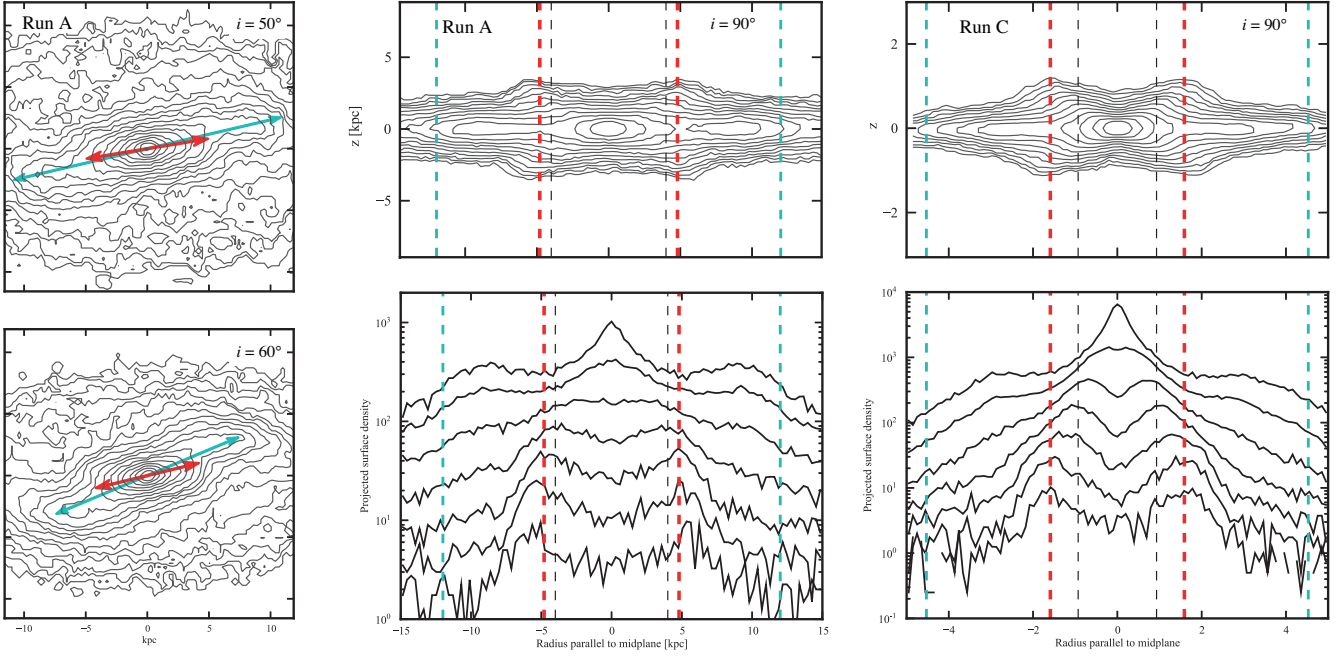 Run A
i = 50°
i = 60°
−10
−5
0
5
10
kpc
Run A
i = 90°
z [kpc]
5
0
−5
Projected surface density
10³
10²
10¹
10⁰
−15
−10
−5
0
5
10
15
Radius parallel to midplane [kpc]
Run C
i = 90°
z
2
0
−2
Projected surface density
10⁴
10³
10²
10¹
10⁰
10⁻¹
−4
−2
0
2
4
Radius parallel to midplane